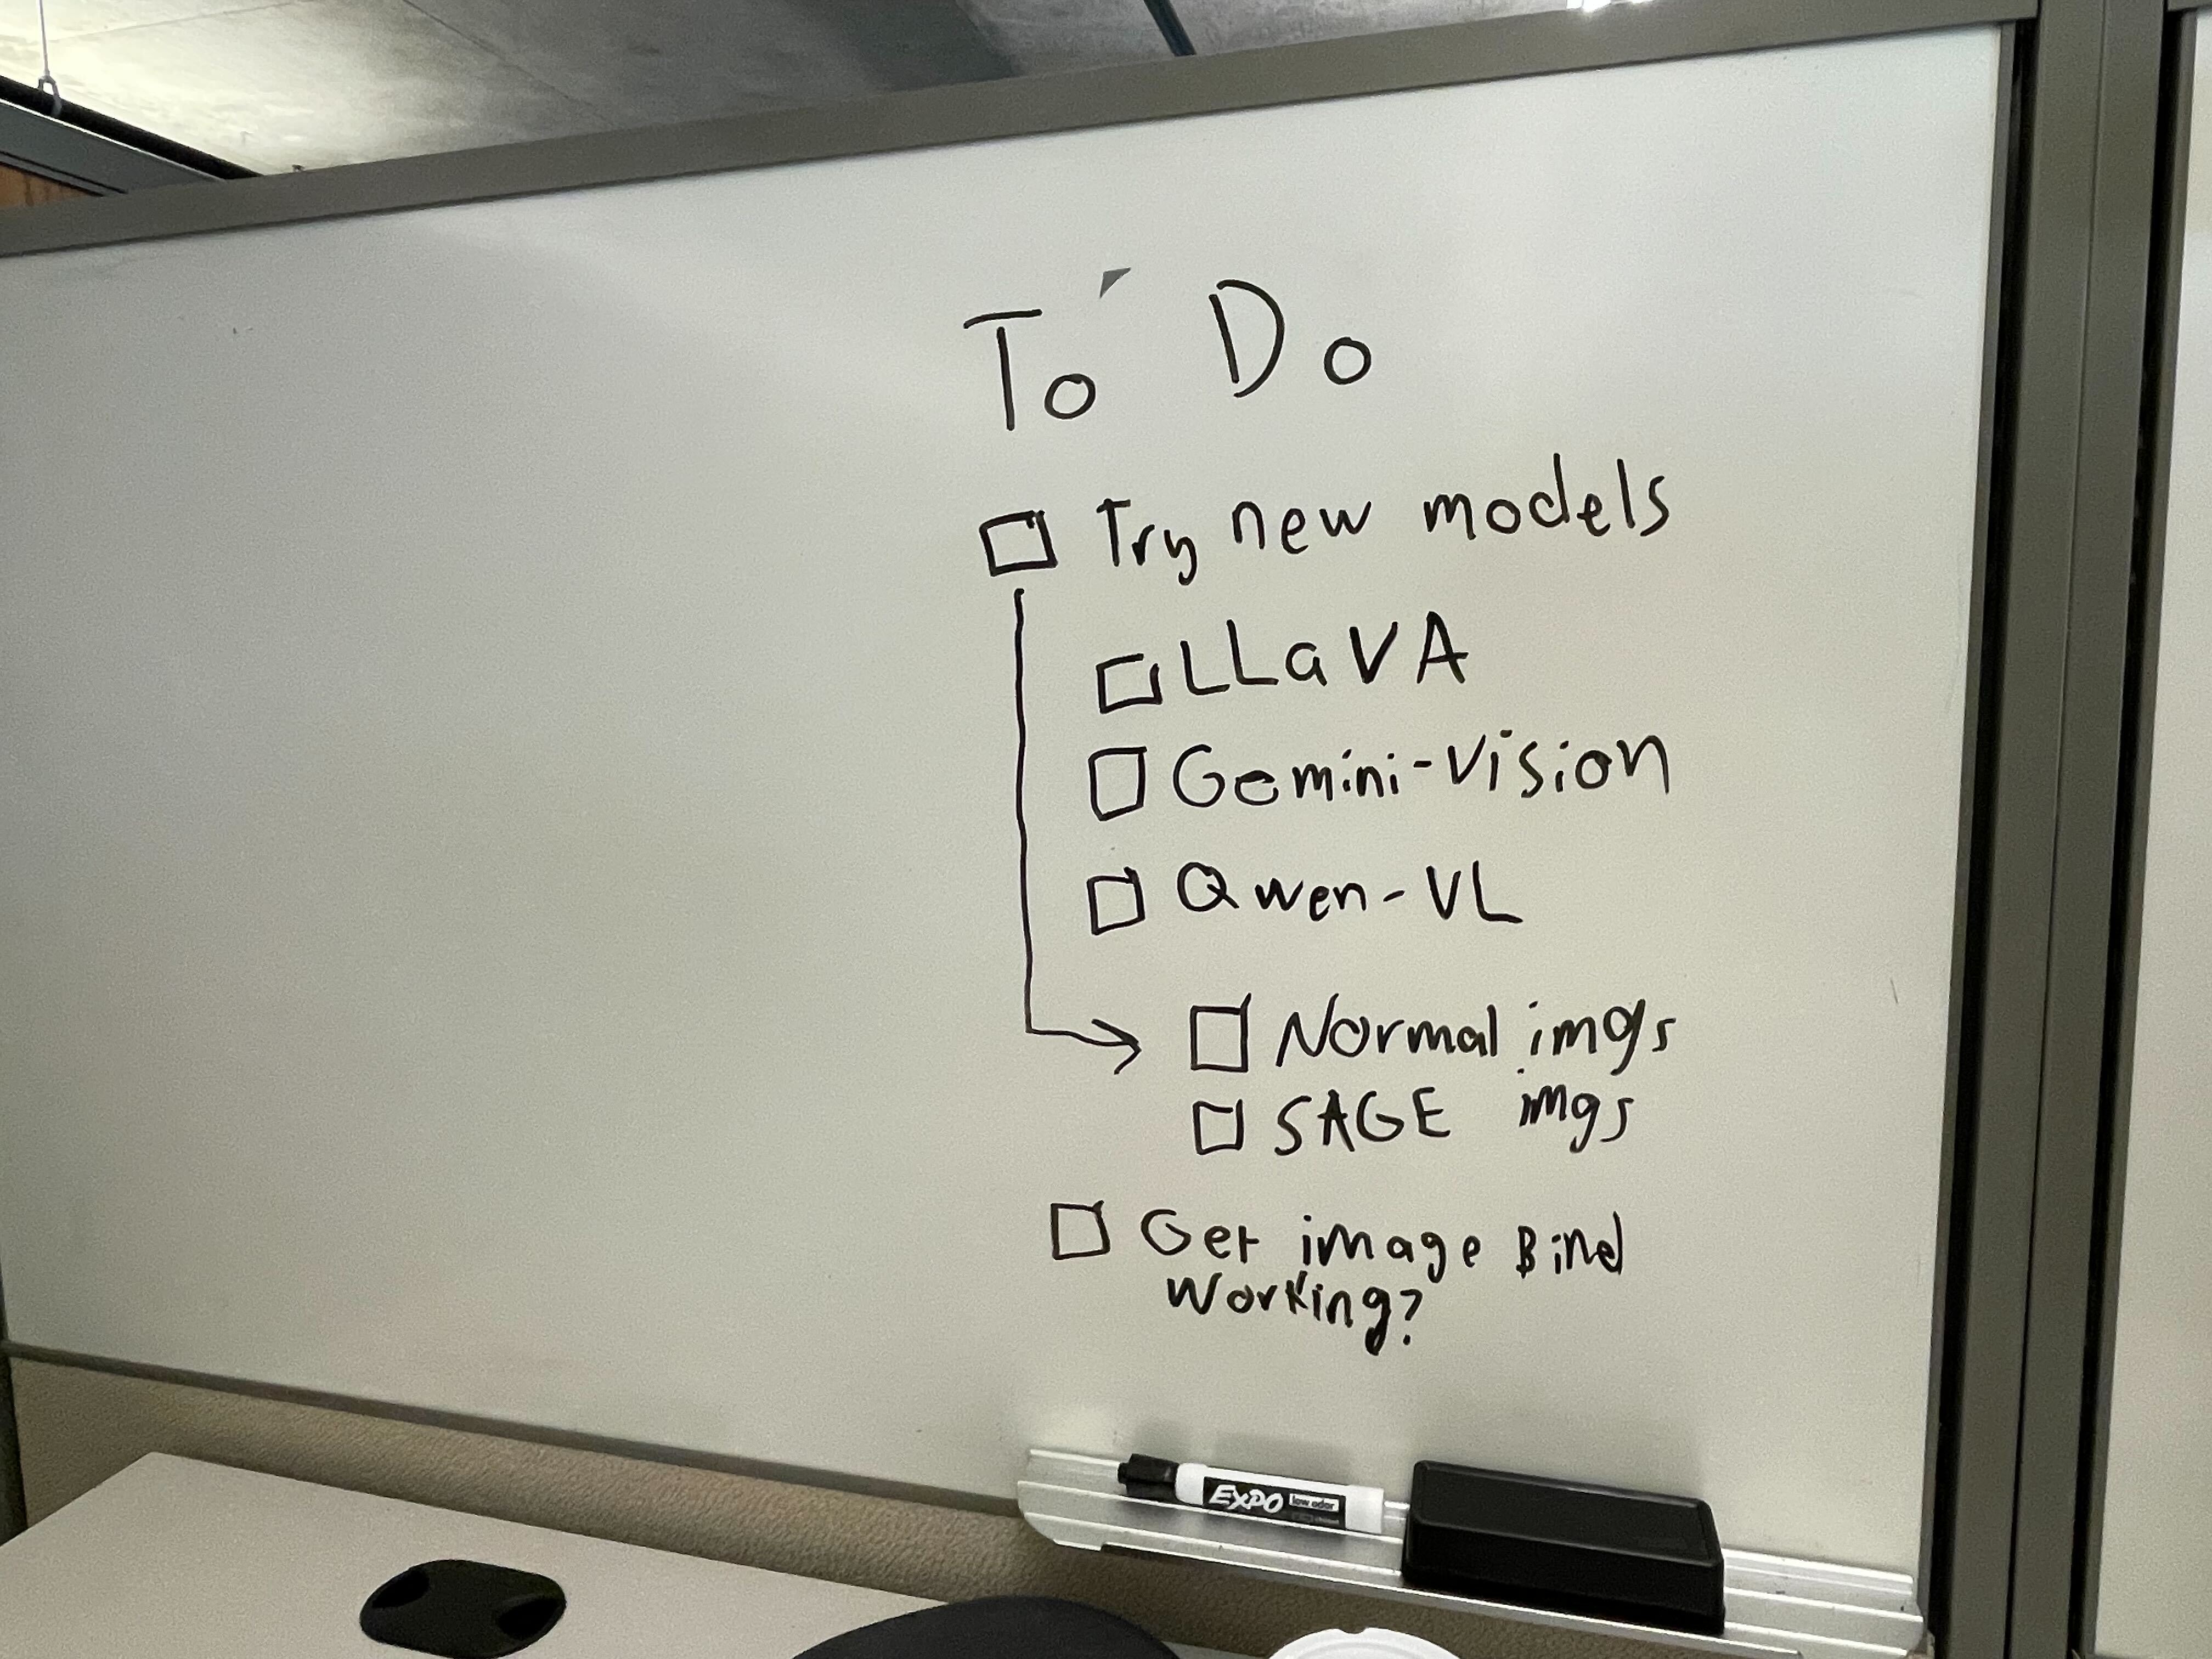 To Do
Try new models
LLaVA
Gemini-Vision
Qwen-VL
Normal imgs
SAGE imgs
Get image Bind
working?
EXPO low odor